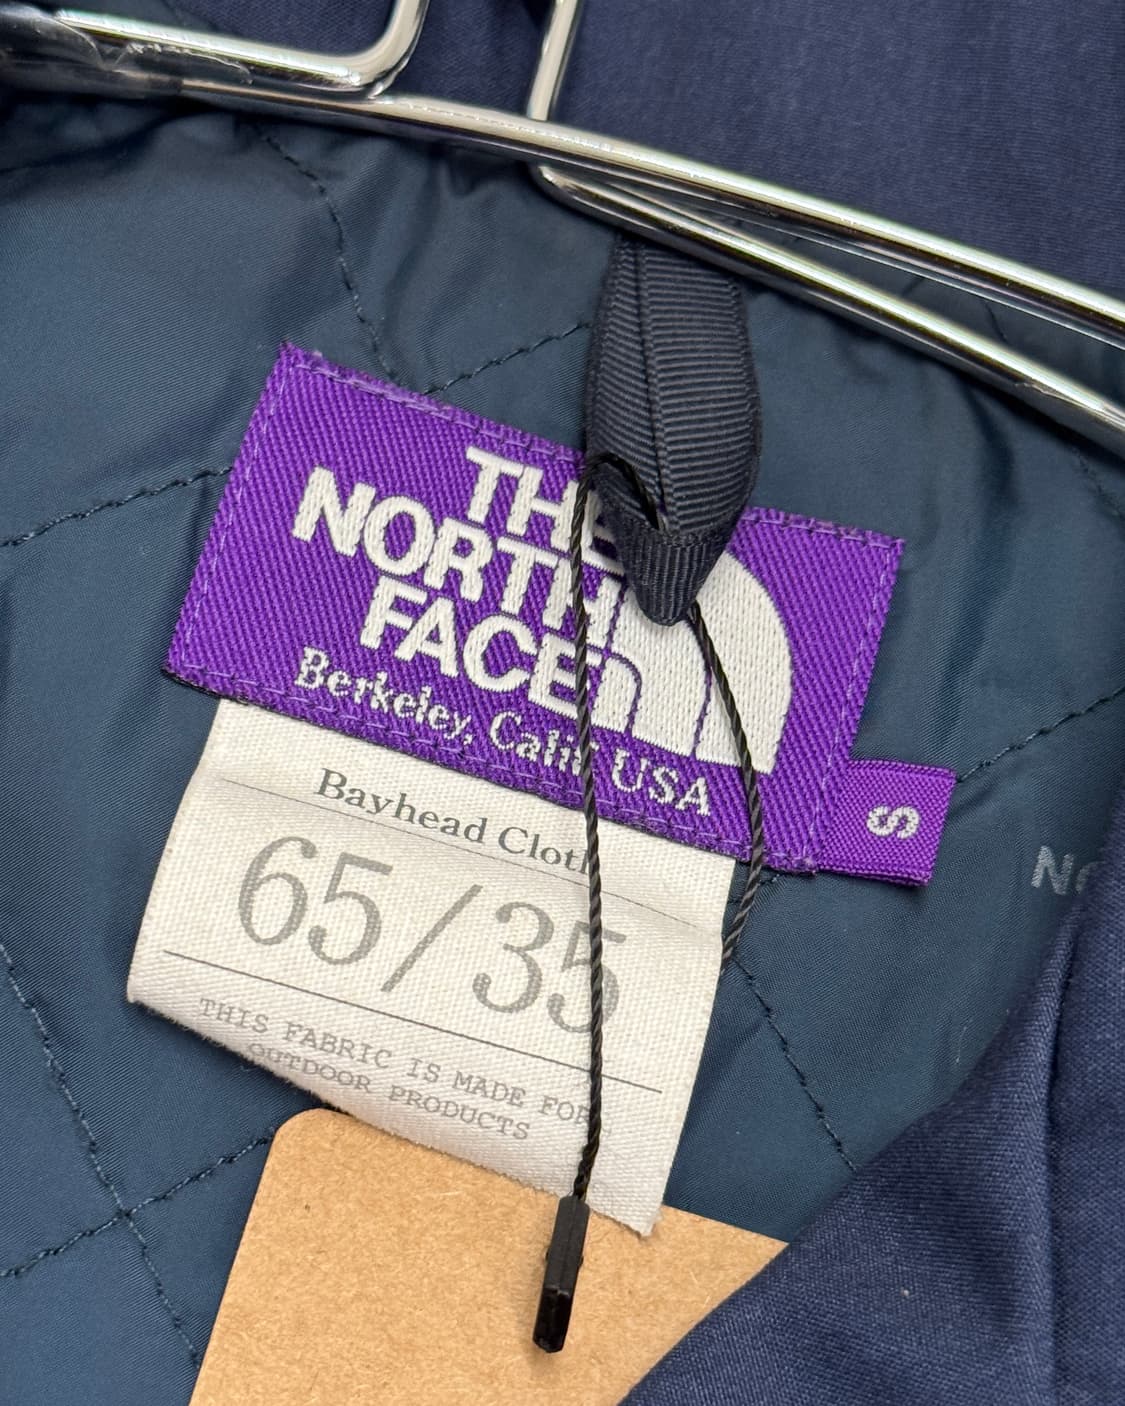 THE
NORTH
FACE
Berkeley, Calif USA
S
Bayhead Cloth
65/35
THIS FABRIC IS MADE FOR
OUTDOOR PRODUCTS